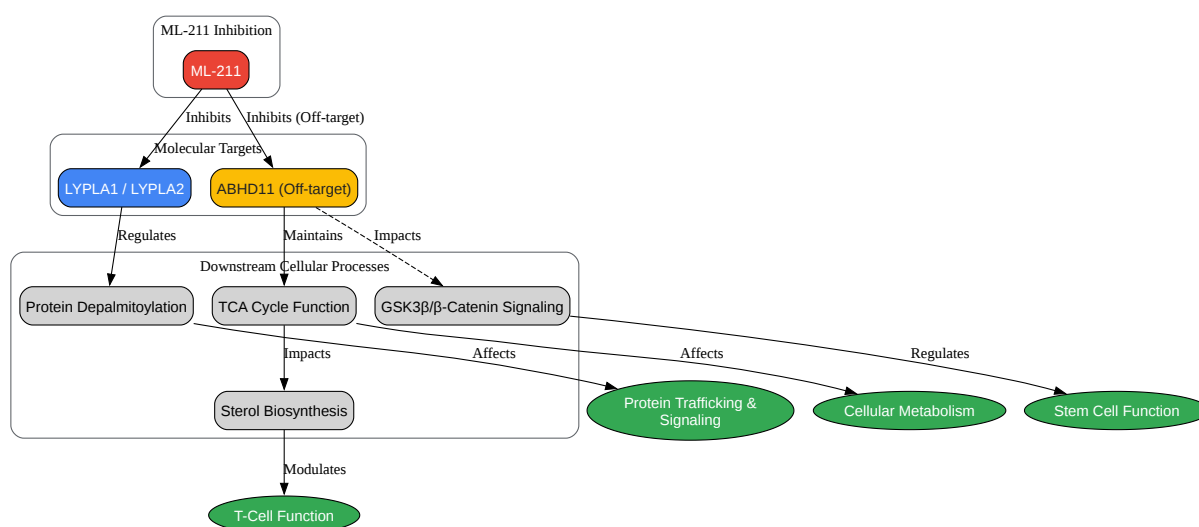 ML-211 Inhibition
ML-211
Inhibits
Inhibits (Off-target)
Molecular Targets
LYPLA1 / LYPLA2
ABHD11 (Off-target)
Regulates
Maintains
Impacts
Downstream Cellular Processes
Protein Depalmitoylation
TCA Cycle Function
GSK3β/β-Catenin Signaling
Impacts
Affects
Affects
Regulates
Sterol Biosynthesis
Protein Trafficking &
Signaling
Cellular Metabolism
Stem Cell Function
Modulates
T-Cell Function